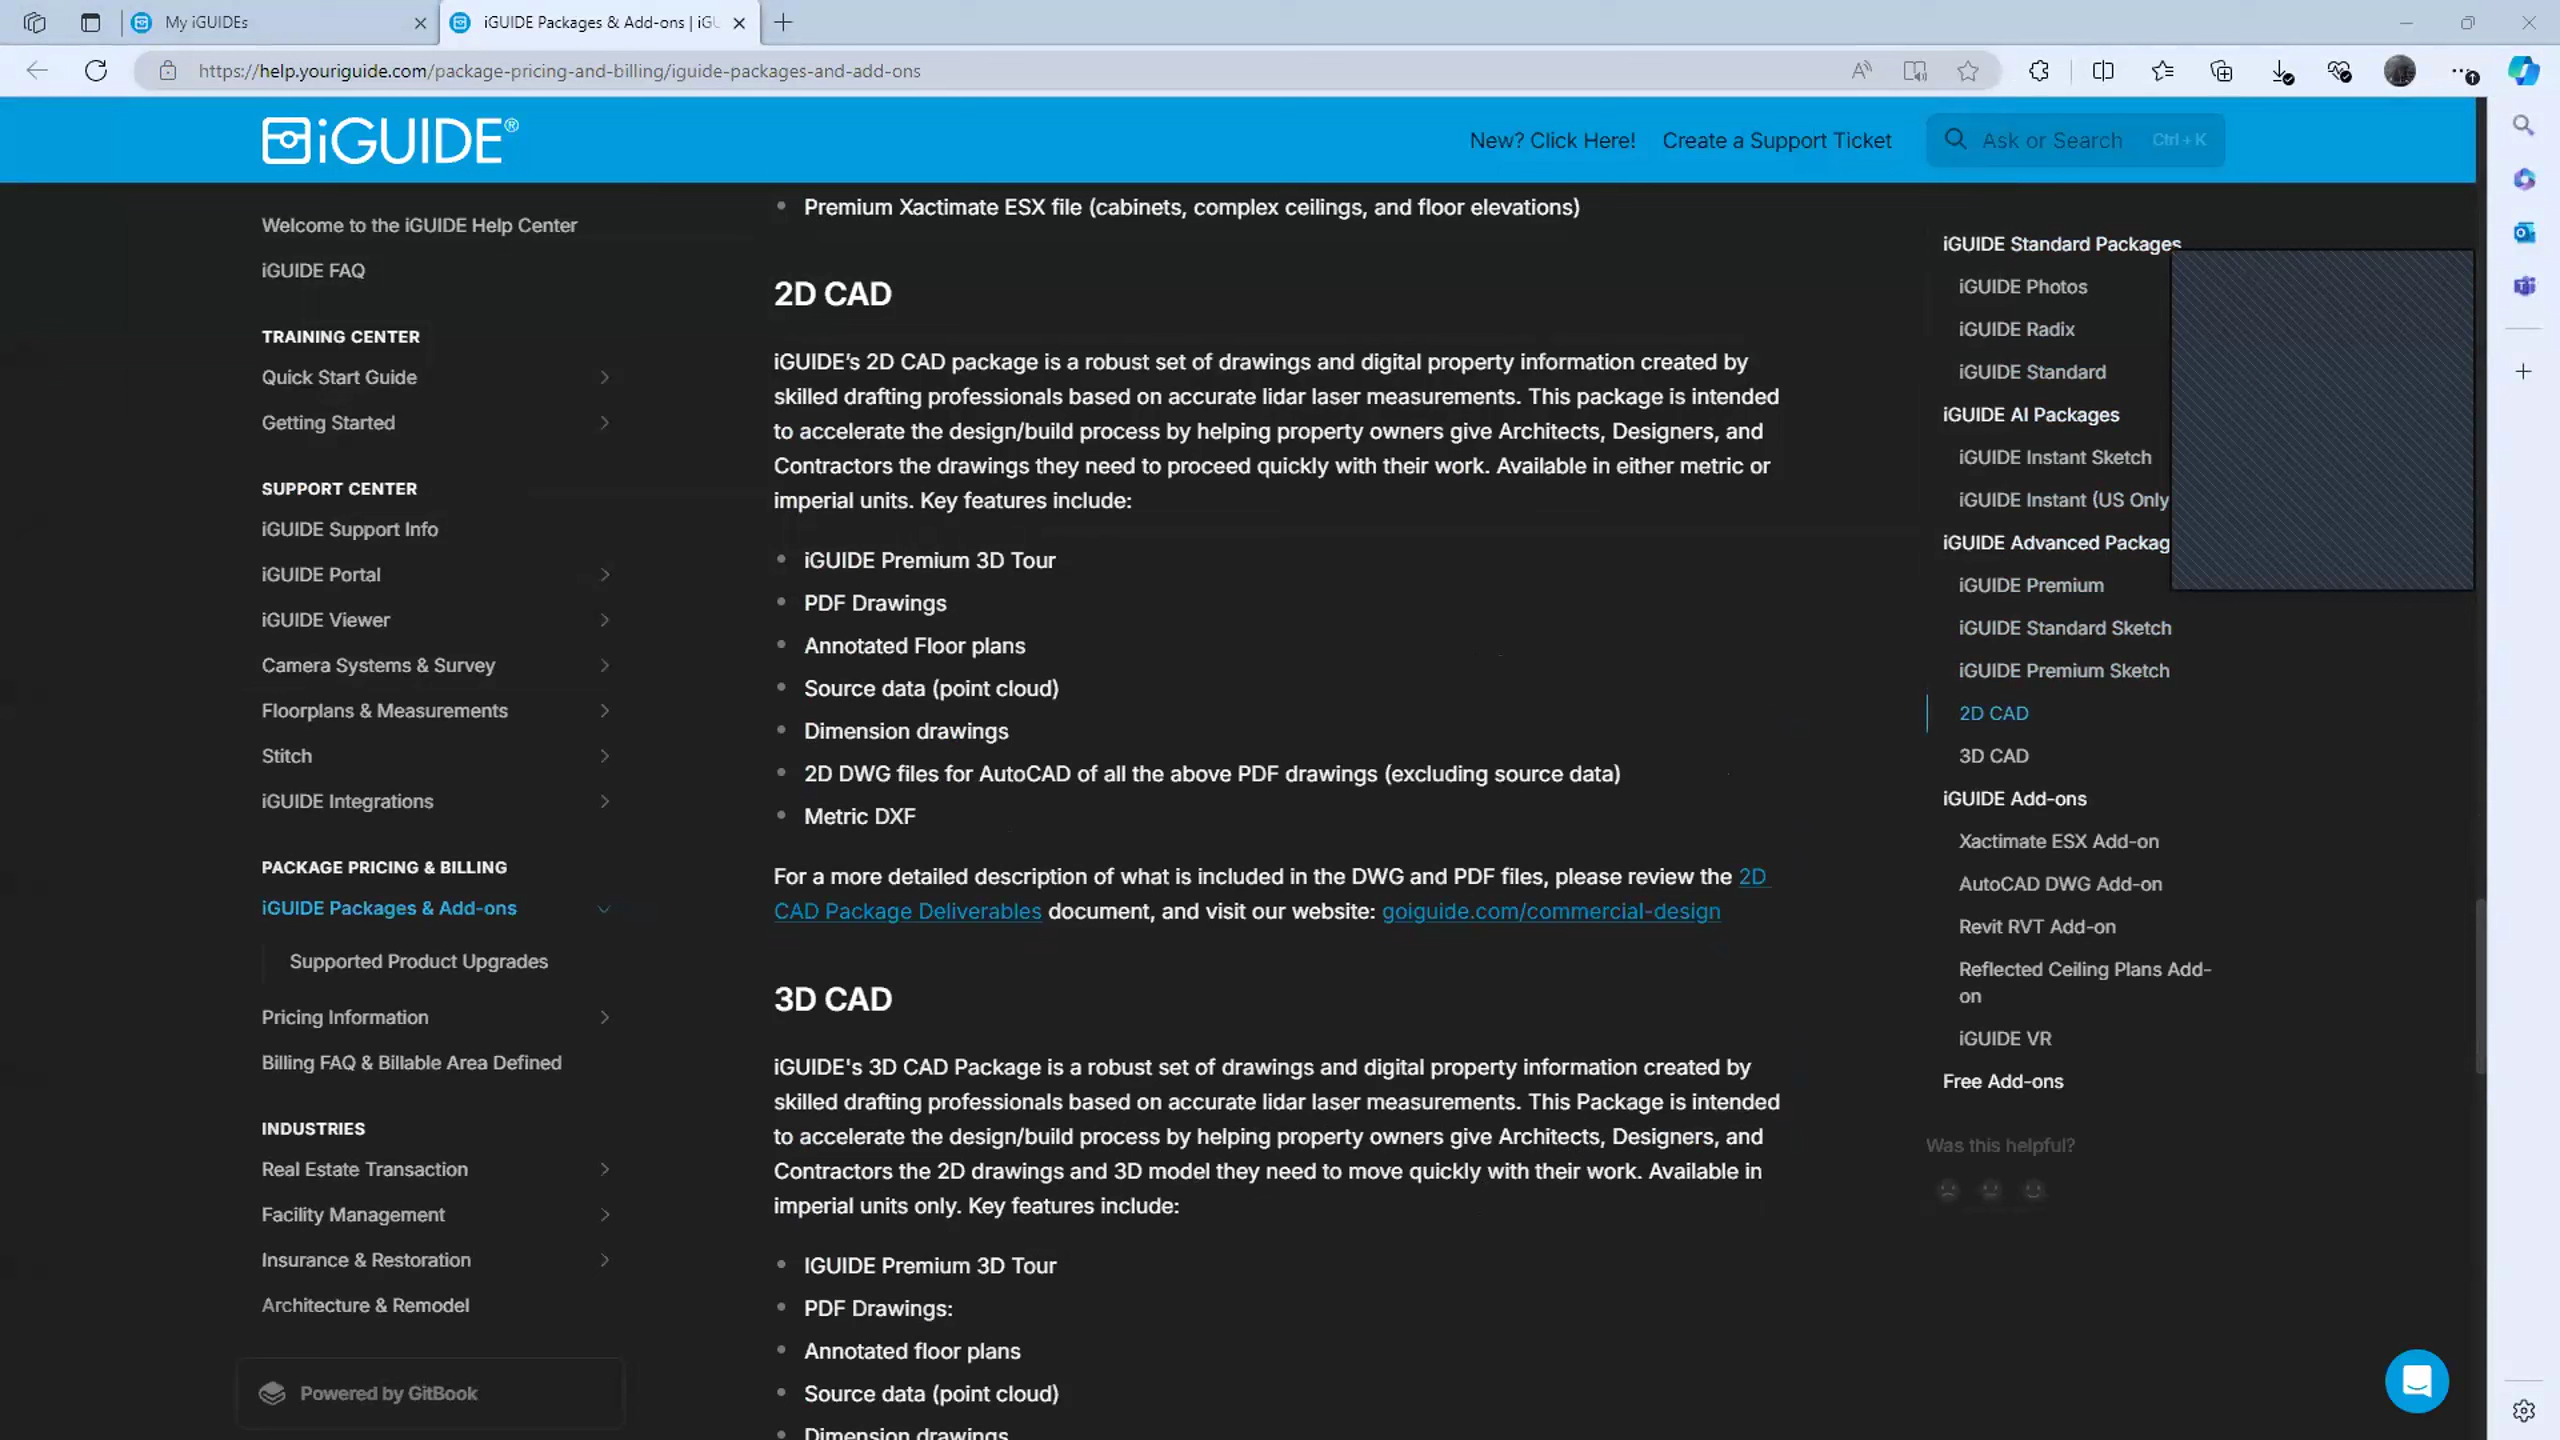 My iGUIDEs
iGUIDE Packages & Add-ons | iGU
https://help.youriguide.com/package-pricing-and-billing/iguide-packages-and-add-ons
iGUIDE®
New? Click Here!
Create a Support Ticket
Ask or Search
Ctrl + K
Welcome to the iGUIDE Help Center
iGUIDE FAQ
TRAINING CENTER
Quick Start Guide
Getting Started
SUPPORT CENTER
iGUIDE Support Info
iGUIDE Portal
iGUIDE Viewer
Camera Systems & Survey
Floorplans & Measurements
Stitch
iGUIDE Integrations
PACKAGE PRICING & BILLING
iGUIDE Packages & Add-ons
Supported Product Upgrades
Pricing Information
Billing FAQ & Billable Area Defined
INDUSTRIES
Real Estate Transaction
Facility Management
Insurance & Restoration
Architecture & Remodel
Powered by GitBook
Premium Xactimate ESX file (cabinets, complex ceilings, and floor elevations)
2D CAD
iGUIDE’s 2D CAD package is a robust set of drawings and digital property information created by
skilled drafting professionals based on accurate lidar laser measurements. This package is intended
to accelerate the design/build process by helping property owners give Architects, Designers, and
Contractors the drawings they need to proceed quickly with their work. Available in either metric or
imperial units. Key features include:
iGUIDE Premium 3D Tour
PDF Drawings
Annotated Floor plans
Source data (point cloud)
Dimension drawings
2D DWG files for AutoCAD of all the above PDF drawings (excluding source data)
Metric DXF
For a more detailed description of what is included in the DWG and PDF files, please review the 2D
CAD Package Deliverables document, and visit our website: goiguide.com/commercial-design
3D CAD
iGUIDE's 3D CAD Package is a robust set of drawings and digital property information created by
skilled drafting professionals based on accurate lidar laser measurements. This Package is intended
to accelerate the design/build process by helping property owners give Architects, Designers, and
Contractors the 2D drawings and 3D model they need to move quickly with their work. Available in
imperial units only. Key features include:
IGUIDE Premium 3D Tour
PDF Drawings:
Annotated floor plans
Source data (point cloud)
Dimension drawings
iGUIDE Standard Packages
iGUIDE Photos
iGUIDE Radix
iGUIDE Standard
iGUIDE AI Packages
iGUIDE Instant Sketch
iGUIDE Instant (US Only
iGUIDE Advanced Packag
iGUIDE Premium
iGUIDE Standard Sketch
iGUIDE Premium Sketch
2D CAD
3D CAD
iGUIDE Add-ons
Xactimate ESX Add-on
AutoCAD DWG Add-on
Revit RVT Add-on
Reflected Ceiling Plans Add-
on
iGUIDE VR
Free Add-ons
Was this helpful?